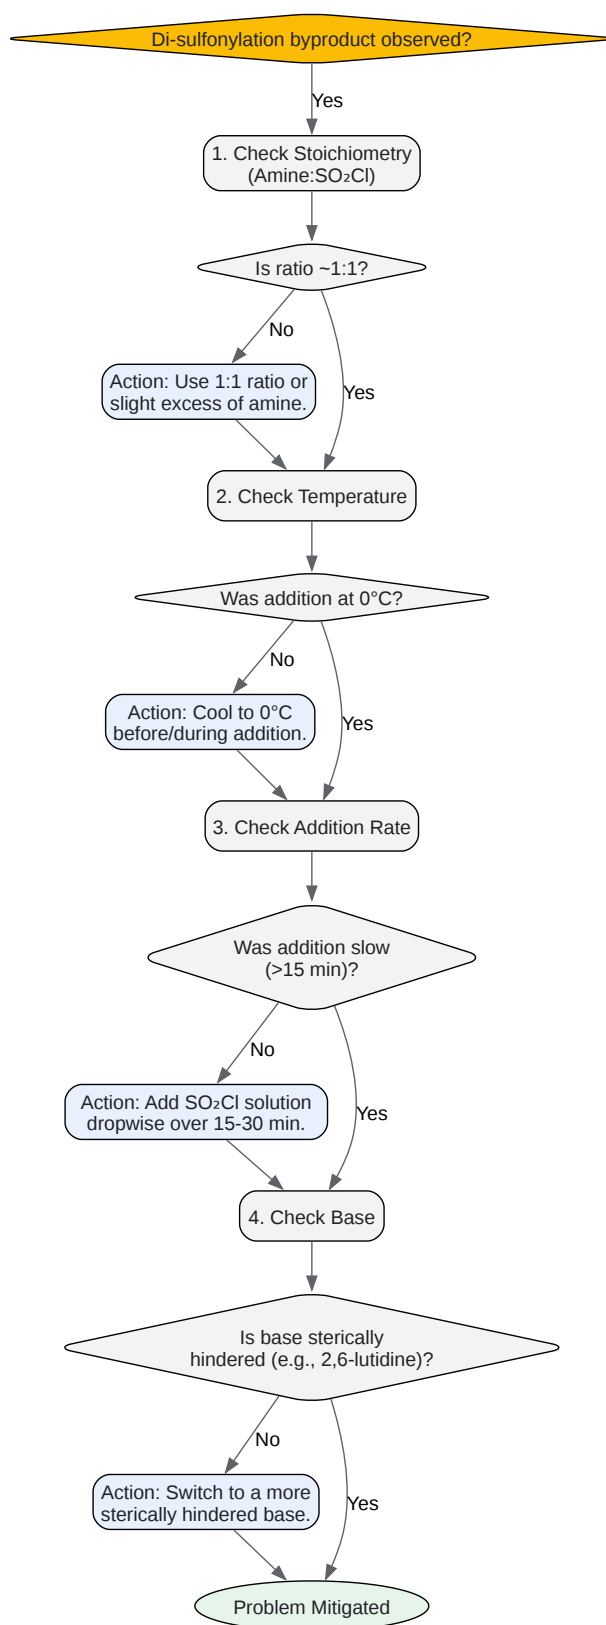 Di-sulfonylation byproduct observed?
Yes
1. Check Stoichiometry
(Amine:SO₂Cl)
Is ratio ~1:1?
No
Action: Use 1:1 ratio or
slight excess of amine.
Yes
2. Check Temperature
Was addition at 0°C?
No
Action: Cool to 0°C
before/during addition.
Yes
3. Check Addition Rate
Was addition slow
(>15 min)?
No
Action: Add SO₂Cl solution
dropwise over 15-30 min.
Yes
4. Check Base
Is base sterically
hindered (e.g., 2,6-lutidine)?
No
Action: Switch to a more
sterically hindered base.
Yes
Problem Mitigated